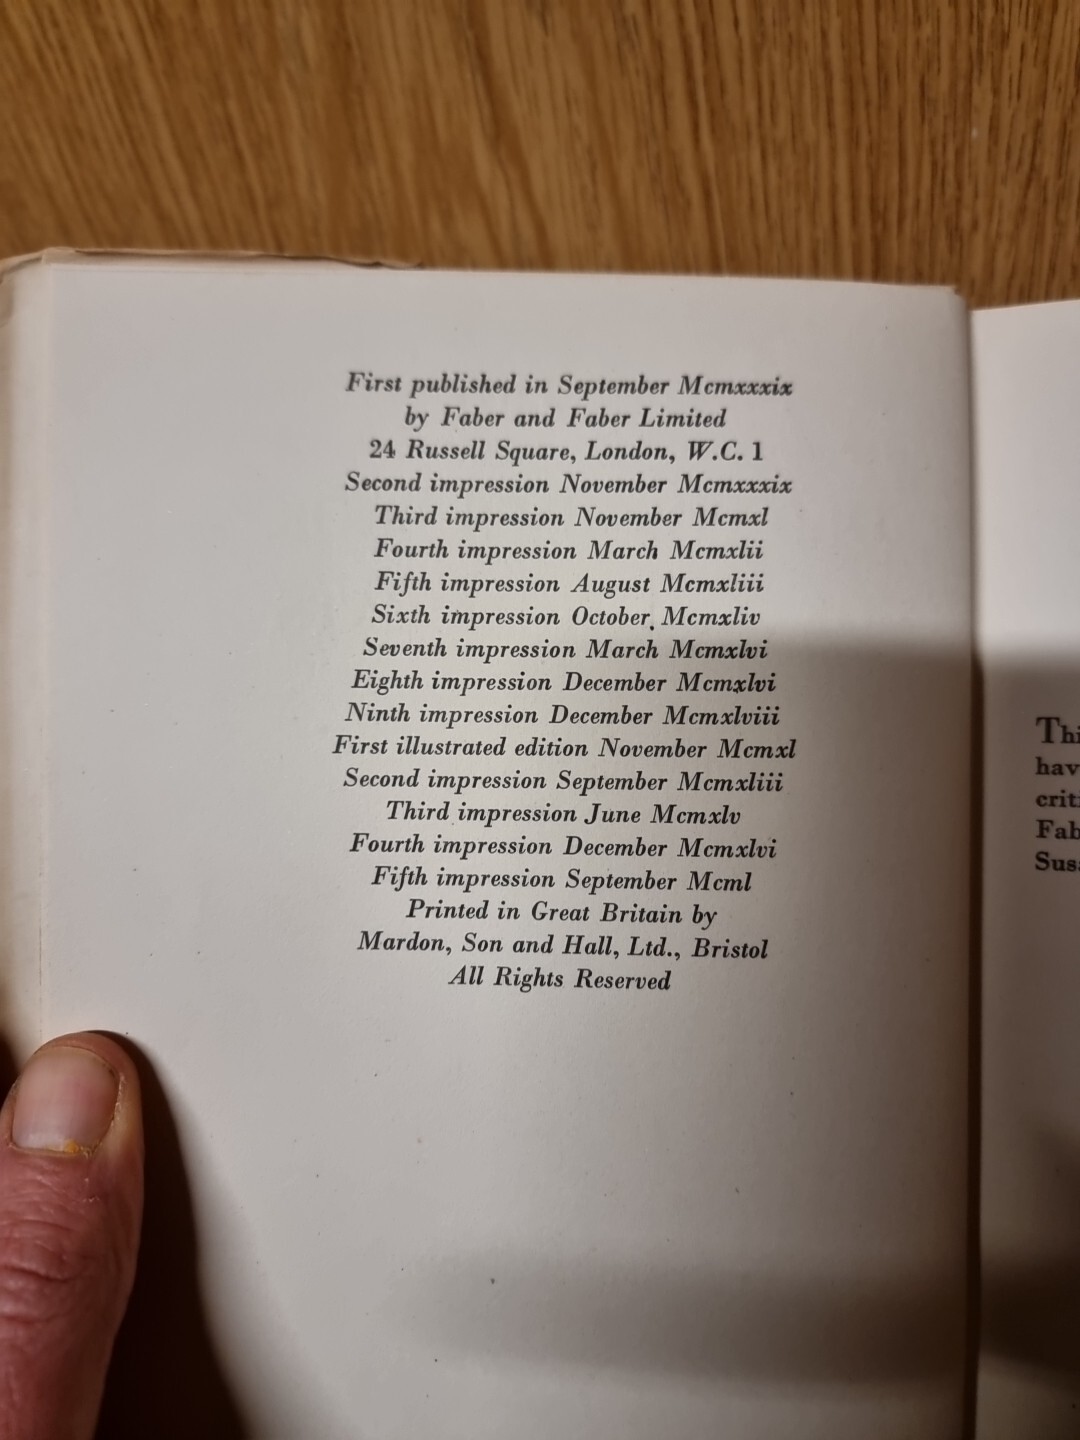 First published in September Mcmxxxix
by Faber and Faber Limited
24 Russell Square, London, W.C. 1
Second impression November Mcmxxxix
Third impression November Mcmxl
Fourth impression March Mcmxlii
Fifth impression August Mcmxliii
Sixth impression October Mcmxliv
Seventh impression March Mcmxlvi
Eighth impression December Mcmxlvi
Ninth impression December Mcmxlviii
First illustrated edition November Mcmxl
Second impression September Mcmxliii
Third impression June Mcmxlv
Fourth impression December Mcmxlvi
Fifth impression September Mcml
Printed in Great Britain by
Mardon, Son and Hall, Ltd., Bristol
All Rights Reserved